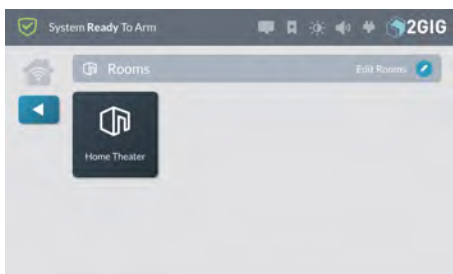 System Ready To Arm
2GIG
Rooms
Edit Rooms
Home Theater